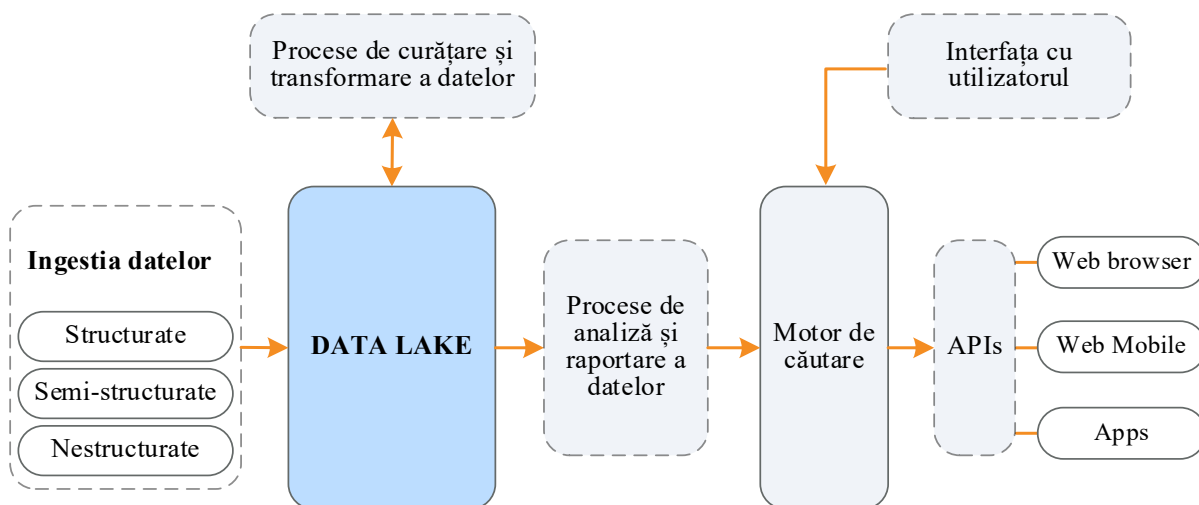 Procese de curățare și
transformare a datelor
Interfața cu
utilizatorul
Ingestia datelor
Structurate
Semi-structurate
Nestructurate
DATA LAKE
Procese de
analiză și
raportare a
datelor
Motor de
căutare
APIs
Web browser
Web Mobile
Apps